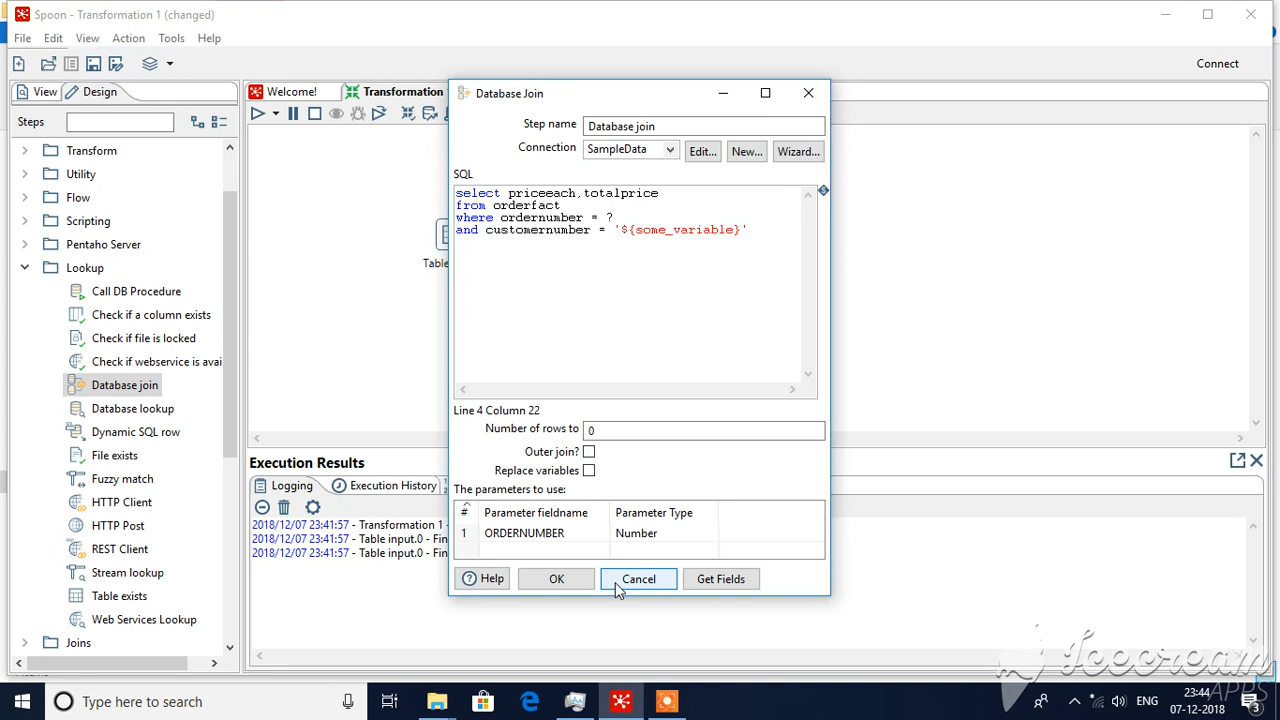 Spoon - Transformation 1 (changed)
File Edit View Action Tools Help
Connect
View Design
Welcome! Transformation
Steps
Transform
Utility
Flow
Scripting
Pentaho Server
Lookup
Call DB Procedure
Check if a column exists
Check if file is locked
Check if webservice is avai
Database join
Database lookup
Dynamic SQL row
File exists
Fuzzy match
HTTP Client
HTTP Post
REST Client
Stream lookup
Table exists
Web Services Lookup
Joins
Table
Database Join
Step name Database join
Connection SampleData Edit... New... Wizard...
SQL
select priceeach,totalprice
from orderfact
where ordernumber = ?
and customernumber = '${some_variable}'
Line 4 Column 22
Number of rows to 0
Outer join?
Replace variables
The parameters to use:
# Parameter fieldname Parameter Type
1 ORDERNUMBER Number
Help OK Cancel Get Fields
Execution Results
Logging Execution History
2018/12/07 23:41:57 - Transformation 1 -
2018/12/07 23:41:57 - Table input.0 - Fin
2018/12/07 23:41:57 - Table input.0 - Fin
Icecream
APPS
Type here to search
ENG
23:44
07-12-2018
3